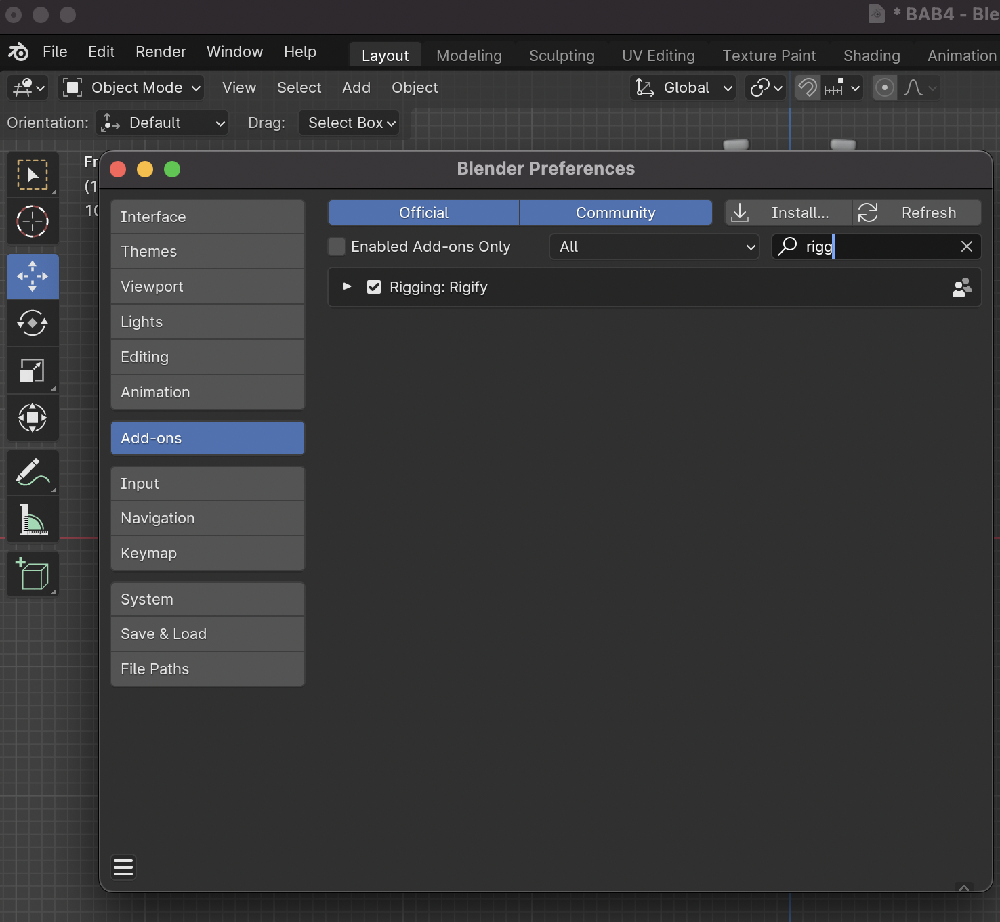 * BAB4 - Ble
File Edit Render Window Help Layout Modeling Sculpting UV Editing Texture Paint Shading Animation
Object Mode View Select Add Object Global
Orientation: Default Drag: Select Box
Fr
(1
10
Blender Preferences
Interface
Themes
Viewport
Lights
Editing
Animation
Add-ons
Input
Navigation
Keymap
System
Save & Load
File Paths
Official Community Install... Refresh
Enabled Add-ons Only All rigg
Rigging: Rigify